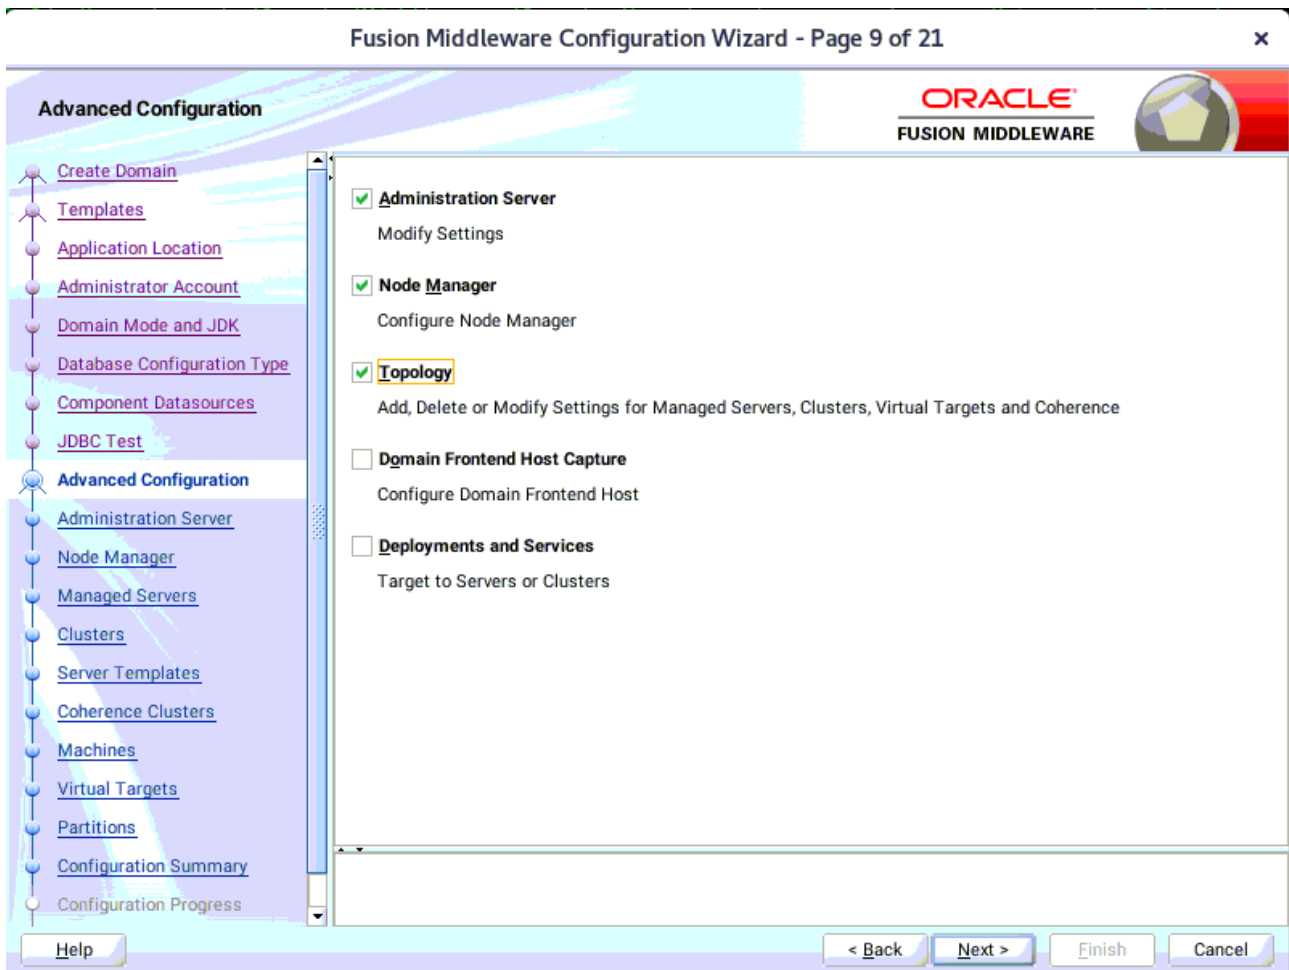 Fusion Middleware Configuration Wizard - Page 9 of 21
×
Advanced Configuration
ORACLE
FUSION MIDDLEWARE
Create Domain
Templates
Application Location
Administrator Account
Domain Mode and JDK
Database Configuration Type
Component Datasources
JDBC Test
Advanced Configuration
Administration Server
Node Manager
Managed Servers
Clusters
Server Templates
Coherence Clusters
Machines
Virtual Targets
Partitions
Configuration Summary
Configuration Progress
Administration Server
Modify Settings
Node Manager
Configure Node Manager
Topology
Add, Delete or Modify Settings for Managed Servers, Clusters, Virtual Targets and Coherence
Domain Frontend Host Capture
Configure Domain Frontend Host
Deployments and Services
Target to Servers or Clusters
Help
< Back
Next >
Finish
Cancel